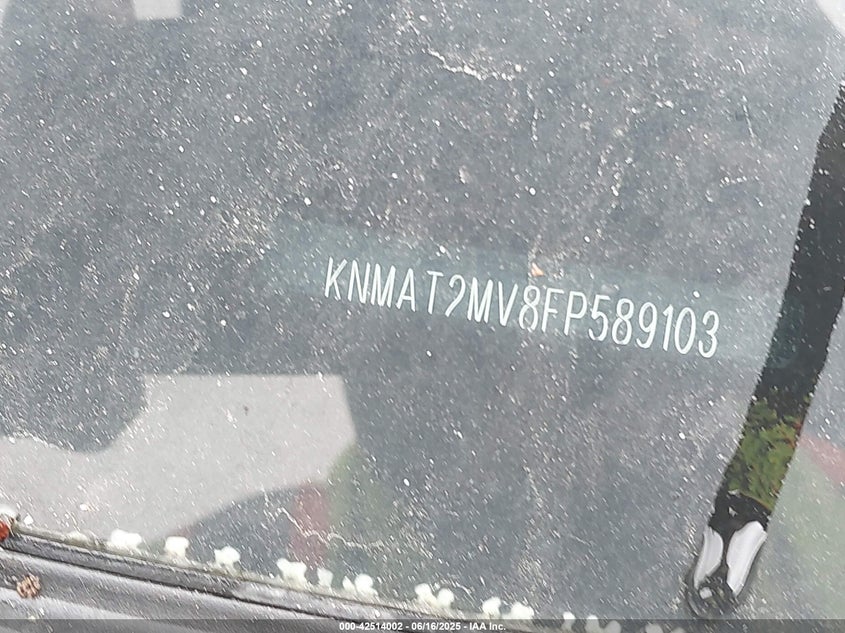 KNMAT2MV8FP589103
000-42514002 - 06/16/2025 - IAA Inc.